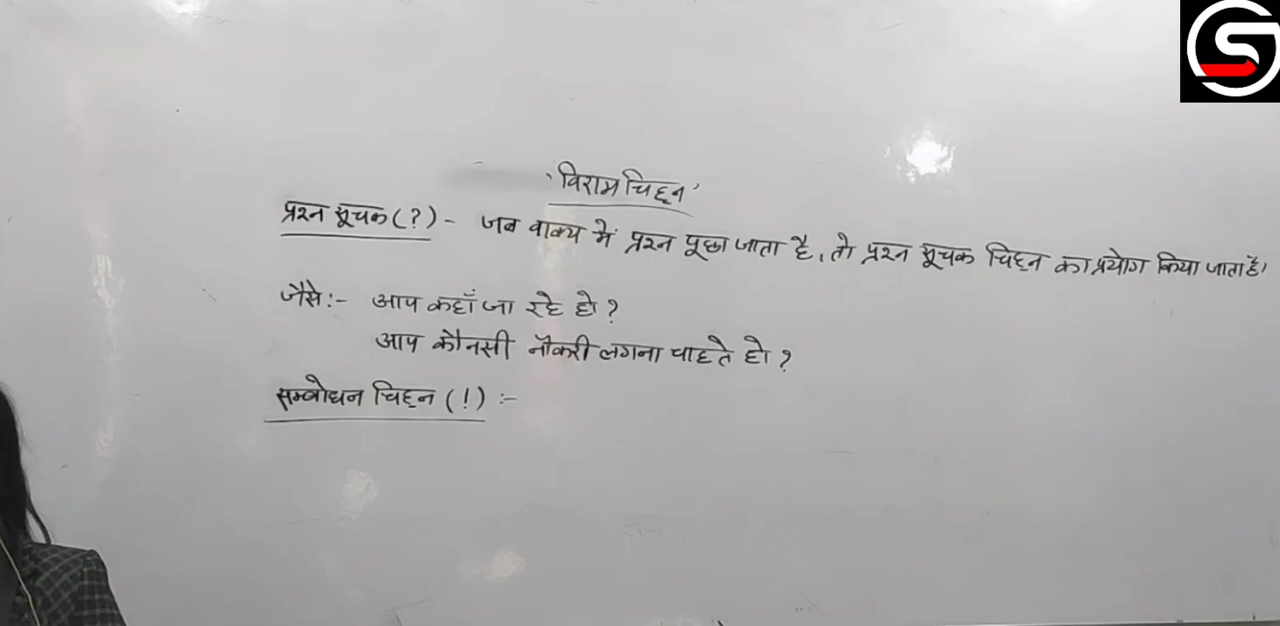 'विराम चिह्न'
प्रश्न सूचक (?) - जब वाक्य में प्रश्न पूछा जाता है, तो प्रश्न सूचक चिह्न का प्रयोग किया जाता है।
जैसे:- आप कहाँ जा रहे हो?
आप कौनसी नौकरी लगना चाहते हो?
सम्बोधन चिह्न (!) :-